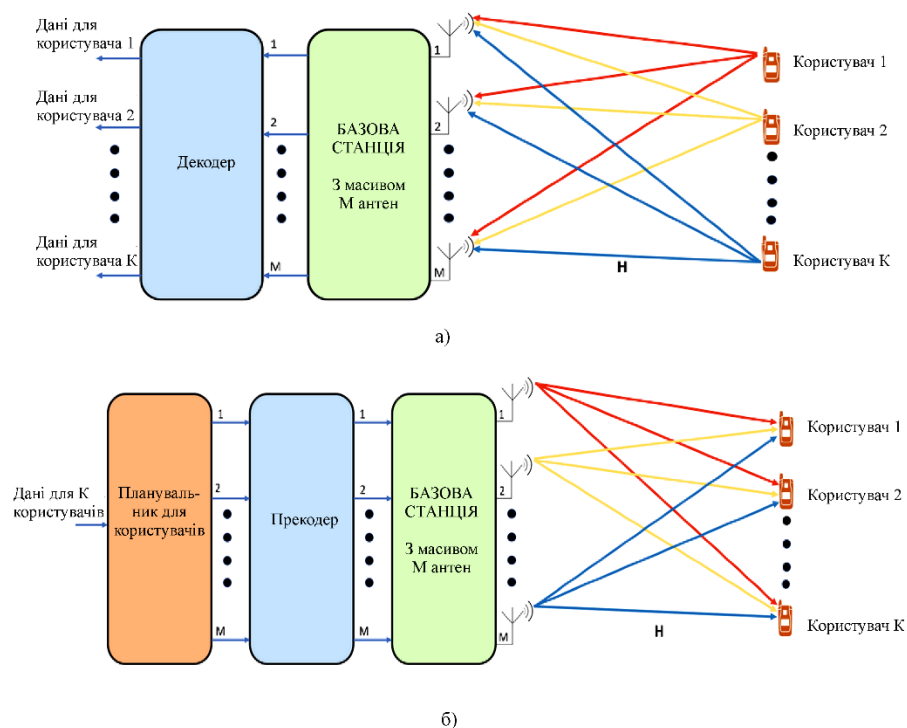 Дані для
користувача 1
Дані для
користувача 2
Дані для
користувача К
Декодер
1
2
M
БАЗОВА
СТАНЦІЯ
З масивом
М антен
1
2
M
H
Користувач 1
Користувач 2
Користувач К
а)
Дані для К
користувачів
Плануваль-
ник для
користувачів
1
2
M
Прекодер
1
2
M
БАЗОВА
СТАНЦІЯ
З масивом
М антен
1
2
M
H
Користувач 1
Користувач 2
Користувач К
б)